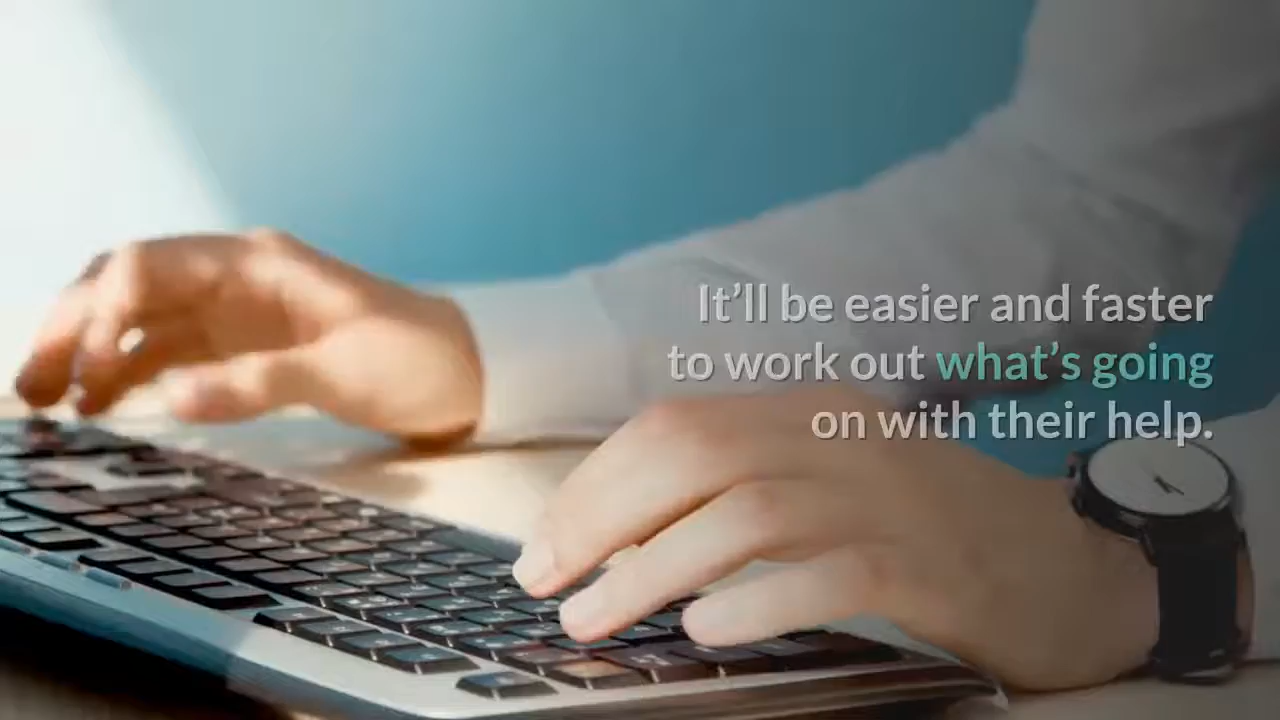 It’ll be easier and faster
to work out what’s going
on with their help.